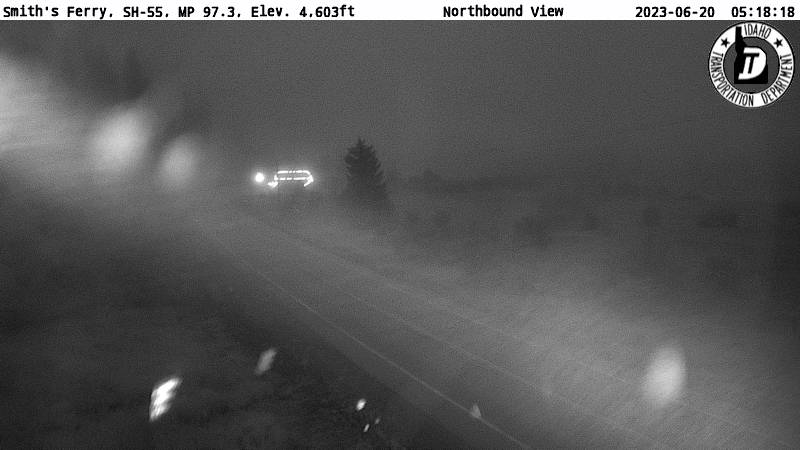 Smith's Ferry, SH-55, MP 97.3, Elev. 4,603ft Northbound View 2023-06-20 05:18:18
IDAHO
TRANSPORTATION DEPARTMENT